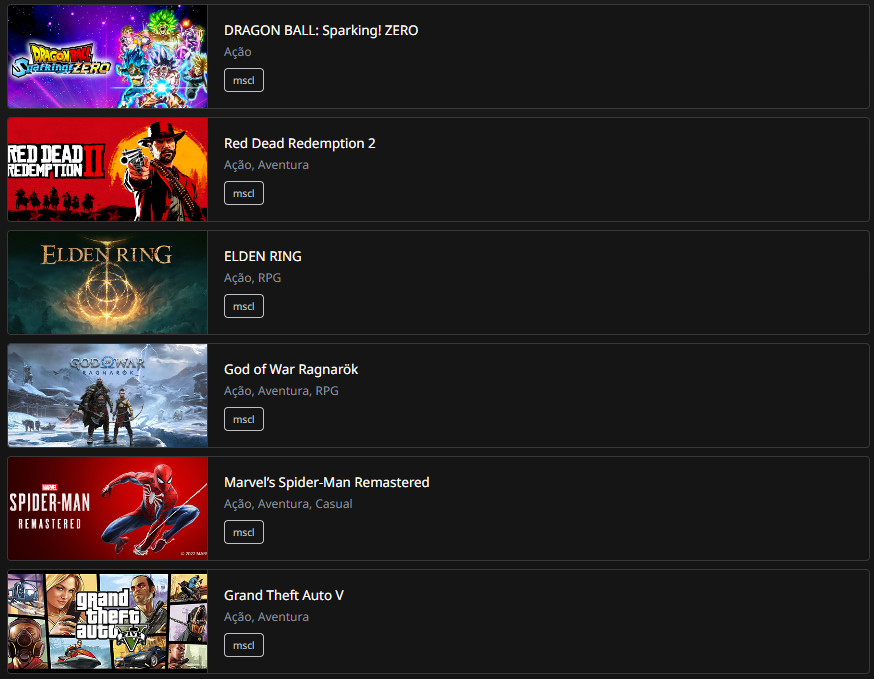 DRAGON BALL
Sparking! ZERO
DRAGON BALL: Sparking! ZERO
Ação
mscl
RED DEAD
REDEMPTION II
Red Dead Redemption 2
Ação, Aventura
mscl
ELDEN RING
ELDEN RING
Ação, RPG
mscl
GOD OF WAR
RAGNARÖK
God of War Ragnarök
Ação, Aventura, RPG
mscl
MARVEL
SPIDER-MAN
REMASTERED
Marvel’s Spider-Man Remastered
Ação, Aventura, Casual
mscl
grand
theft
auto V
Grand Theft Auto V
Ação, Aventura
mscl